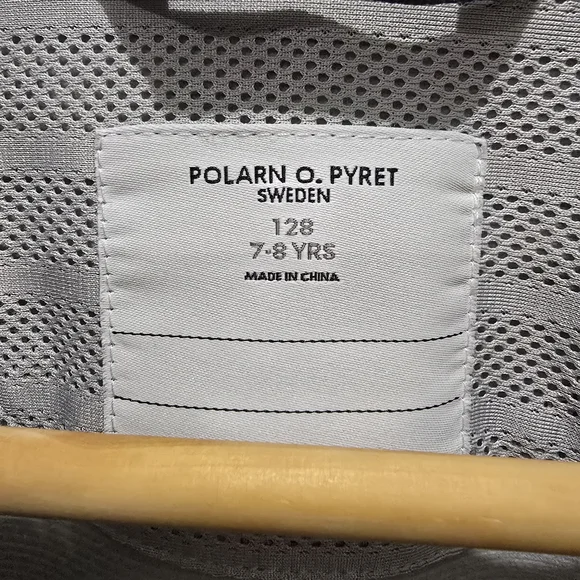 POLARN O. PYRET
SWEDEN
128
7-8 YRS
MADE IN CHINA